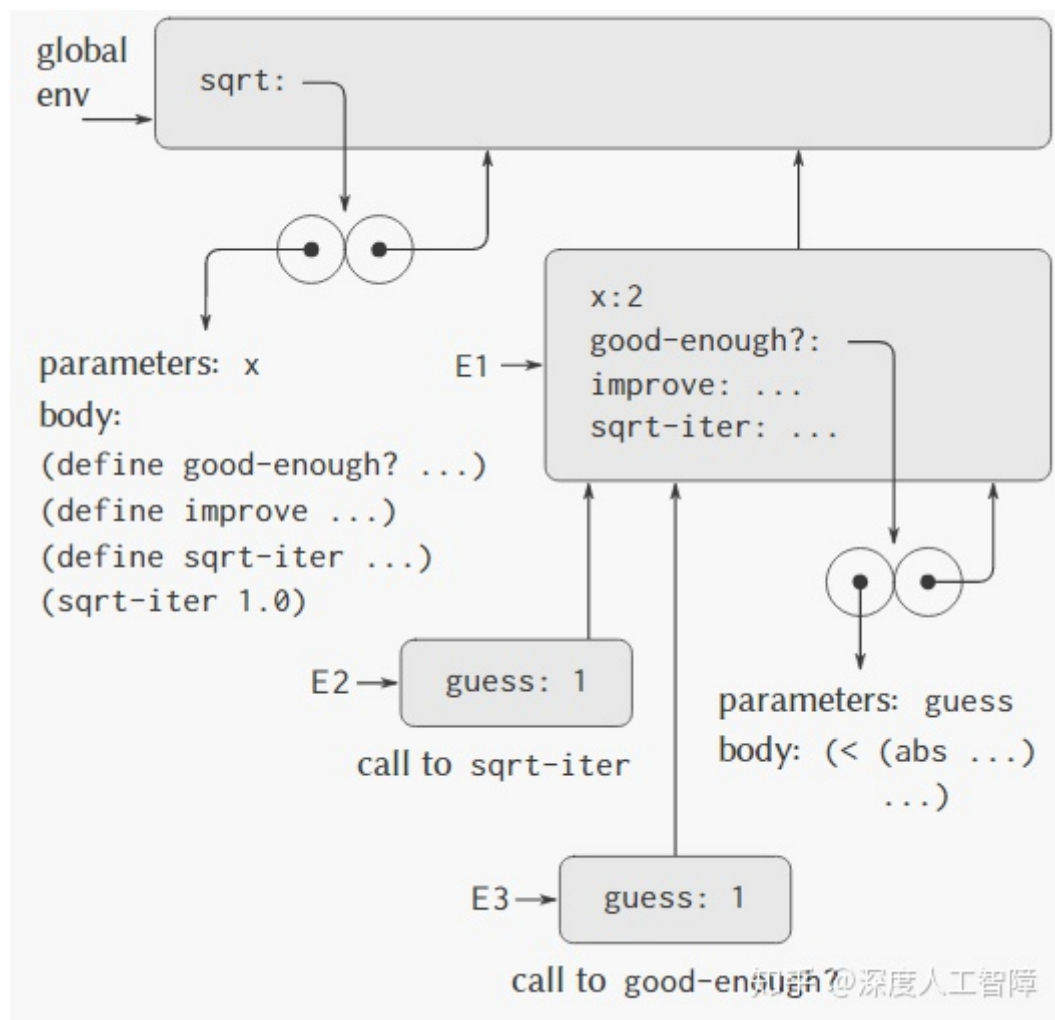 global
env
sqrt:
x:2
good-enough?:
improve: ...
sqrt-iter: ...
E1
parameters: x
body:
(define good-enough? ...)
(define improve ...)
(define sqrt-iter ...)
(sqrt-iter 1.0)
E2
guess: 1
call to sqrt-iter
parameters: guess
body: (< (abs ...)
...)
E3
guess: 1
call to good-enough?
知乎 @深度人工智障